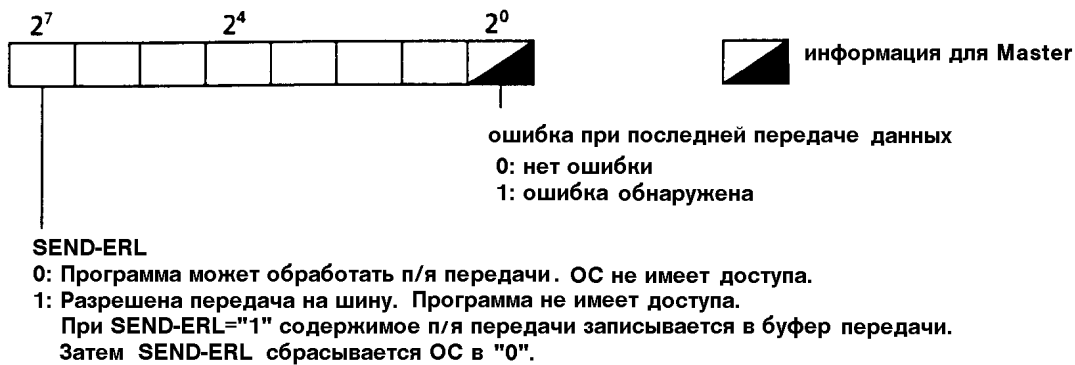 2⁷ 2⁴ 2⁰
информация для Master
ошибка при последней передаче данных
0: нет ошибки
1: ошибка обнаружена
SEND-ERL
0: Программа может обработать п/я передачи. ОС не имеет доступа.
1: Разрешена передача на шину. Программа не имеет доступа.
При SEND-ERL="1" содержимое п/я передачи записывается в буфер передачи.
Затем SEND-ERL сбрасывается ОС в "0".